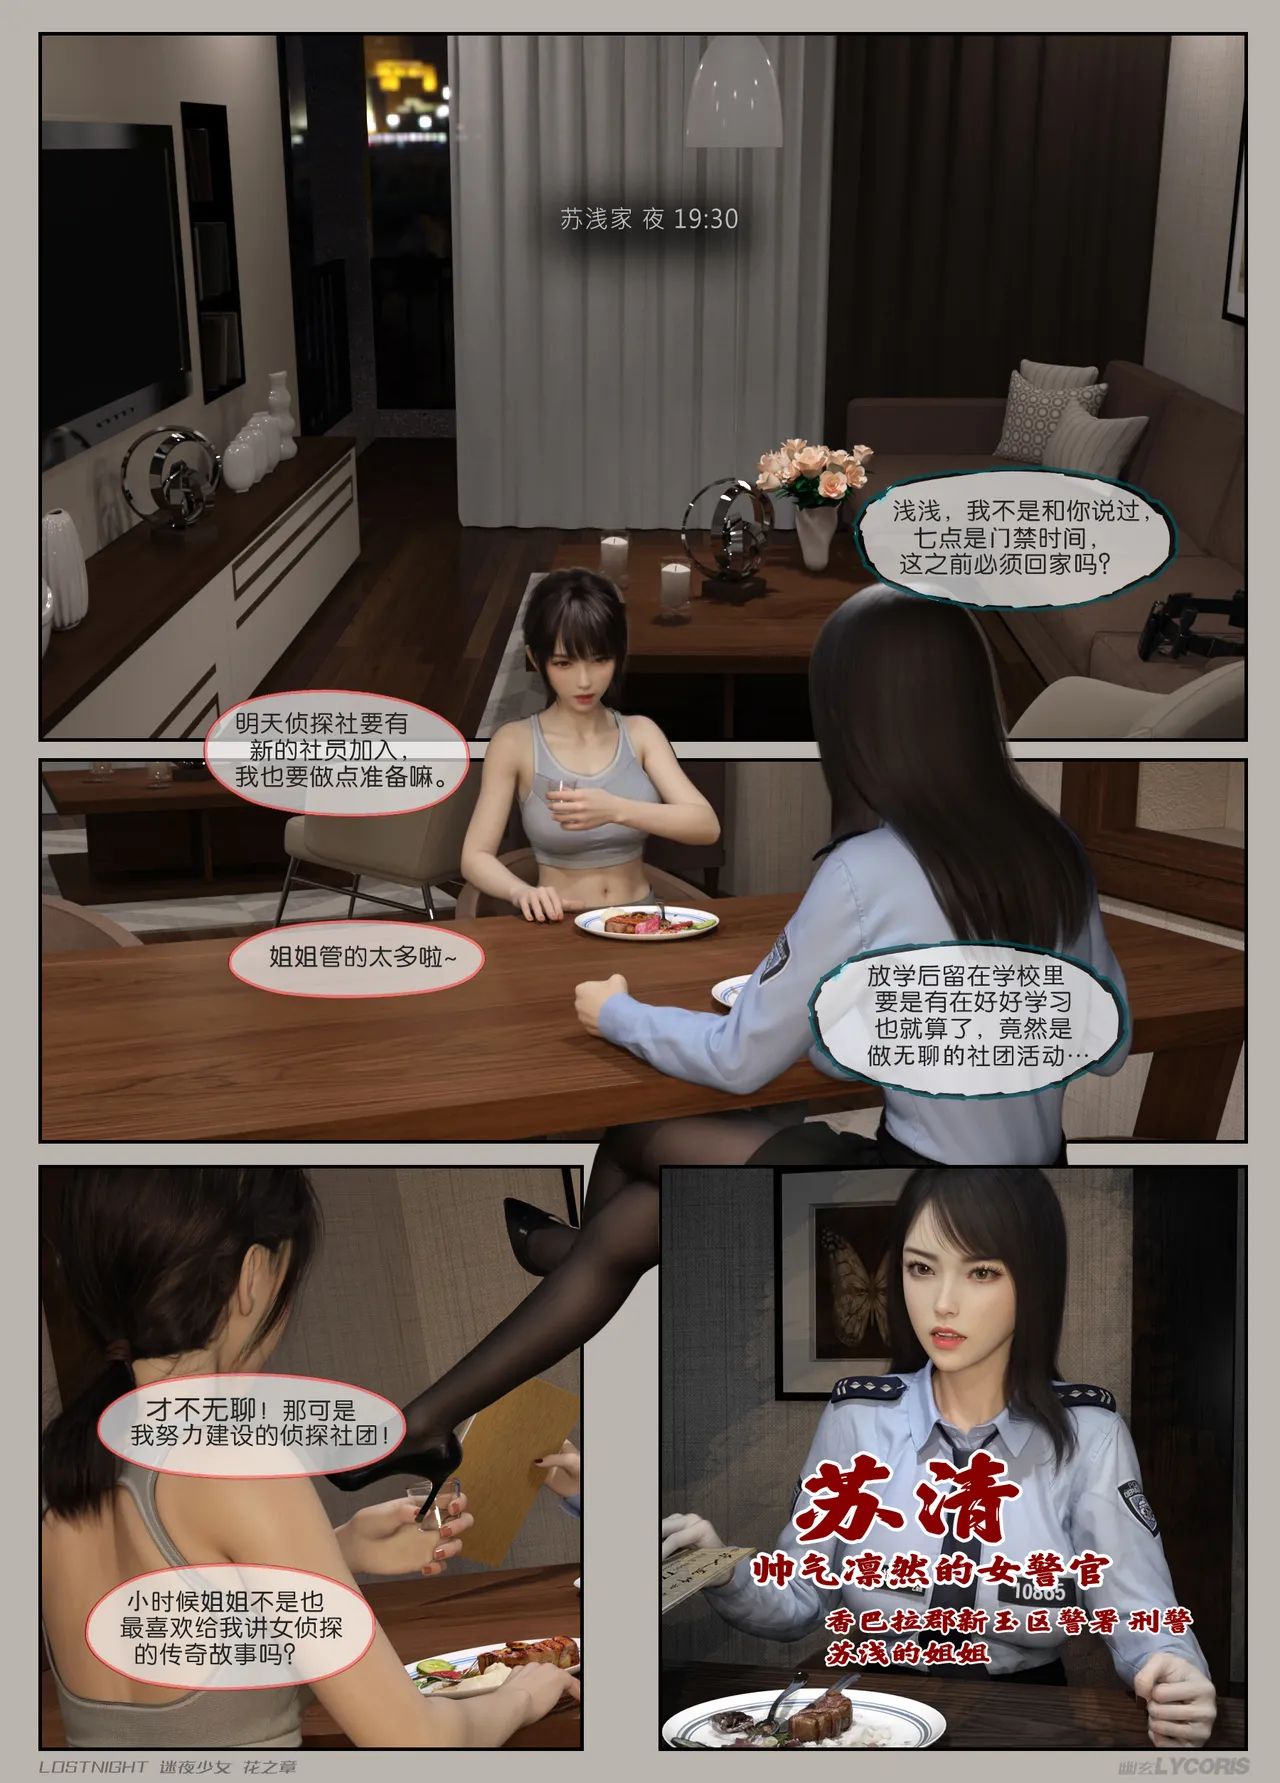 苏浅家 夜 19:30
浅浅，我不是和你说过，
七点是门禁时间，
这之前必须回家吗？
明天侦探社要有
新的社员加入，
我也要做点准备嘛。
姐姐管的太多啦~
放学后留在学校里
要是有在好好学习
也就算了，竟然是
做无聊的社团活动…
才不无聊！那可是
我努力建设的侦探社团！
小时候姐姐不是也
最喜欢给我讲女侦探
的传奇故事吗？
苏清
帅气凛然的女警官
10865
香巴拉郡新玉区警署 刑警
苏浅的姐姐
LOSTNIGHT 迷夜少女 花之章
幽玄LYCORIS